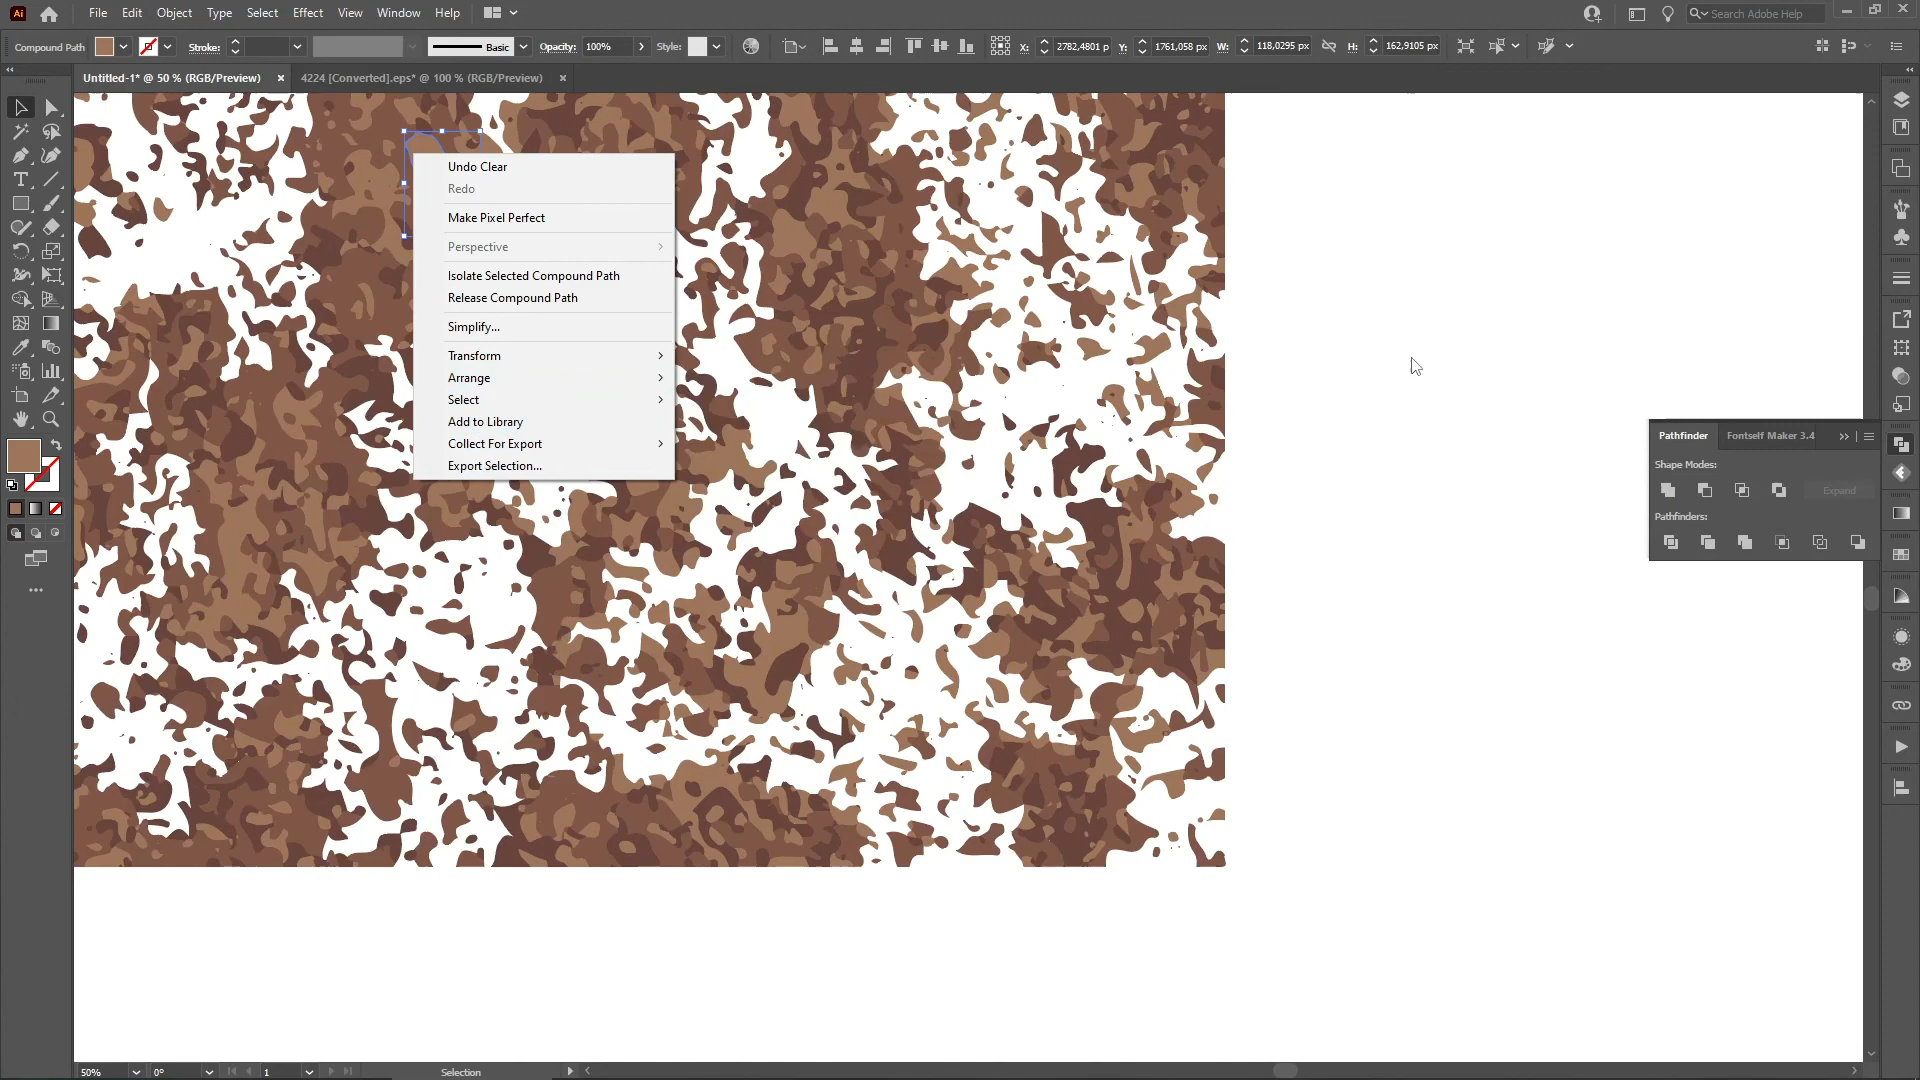 Ai File Edit Object Type Select Effect View Window Help Search Adobe Help
Compound Path Stroke: Basic Opacity: 100% Style: X: 2782,4801 p Y: 1761,058 px W: 118,0295 px H: 162,9105 px
Untitled-1* @ 50 % (RGB/Preview) × 4224 [Converted].eps* @ 100 % (RGB/Preview) ×
Undo Clear
Redo
Make Pixel Perfect
Perspective
Isolate Selected Compound Path
Release Compound Path
Simplify...
Transform
Arrange
Select
Add to Library
Collect For Export
Export Selection...
Pathfinder Fontself Maker 3.4
Shape Modes:
Expand
Pathfinders:
50% 0° 1 Selection